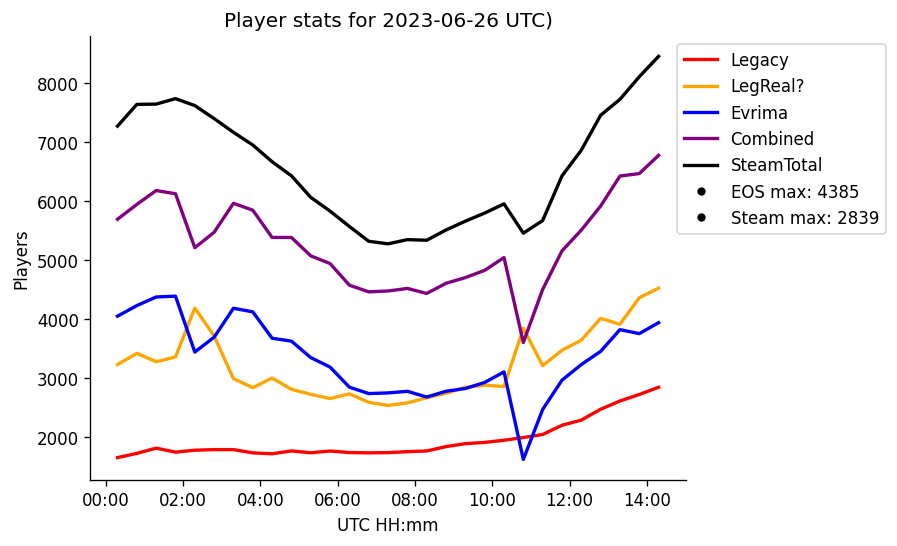 Player stats for 2023-06-26 UTC)
Legacy
LegReal?
Evrima
Combined
SteamTotal
EOS max: 4385
Steam max: 2839
Players
8000
7000
6000
5000
4000
3000
2000
00:00 02:00 04:00 06:00 08:00 10:00 12:00 14:00
UTC HH:mm